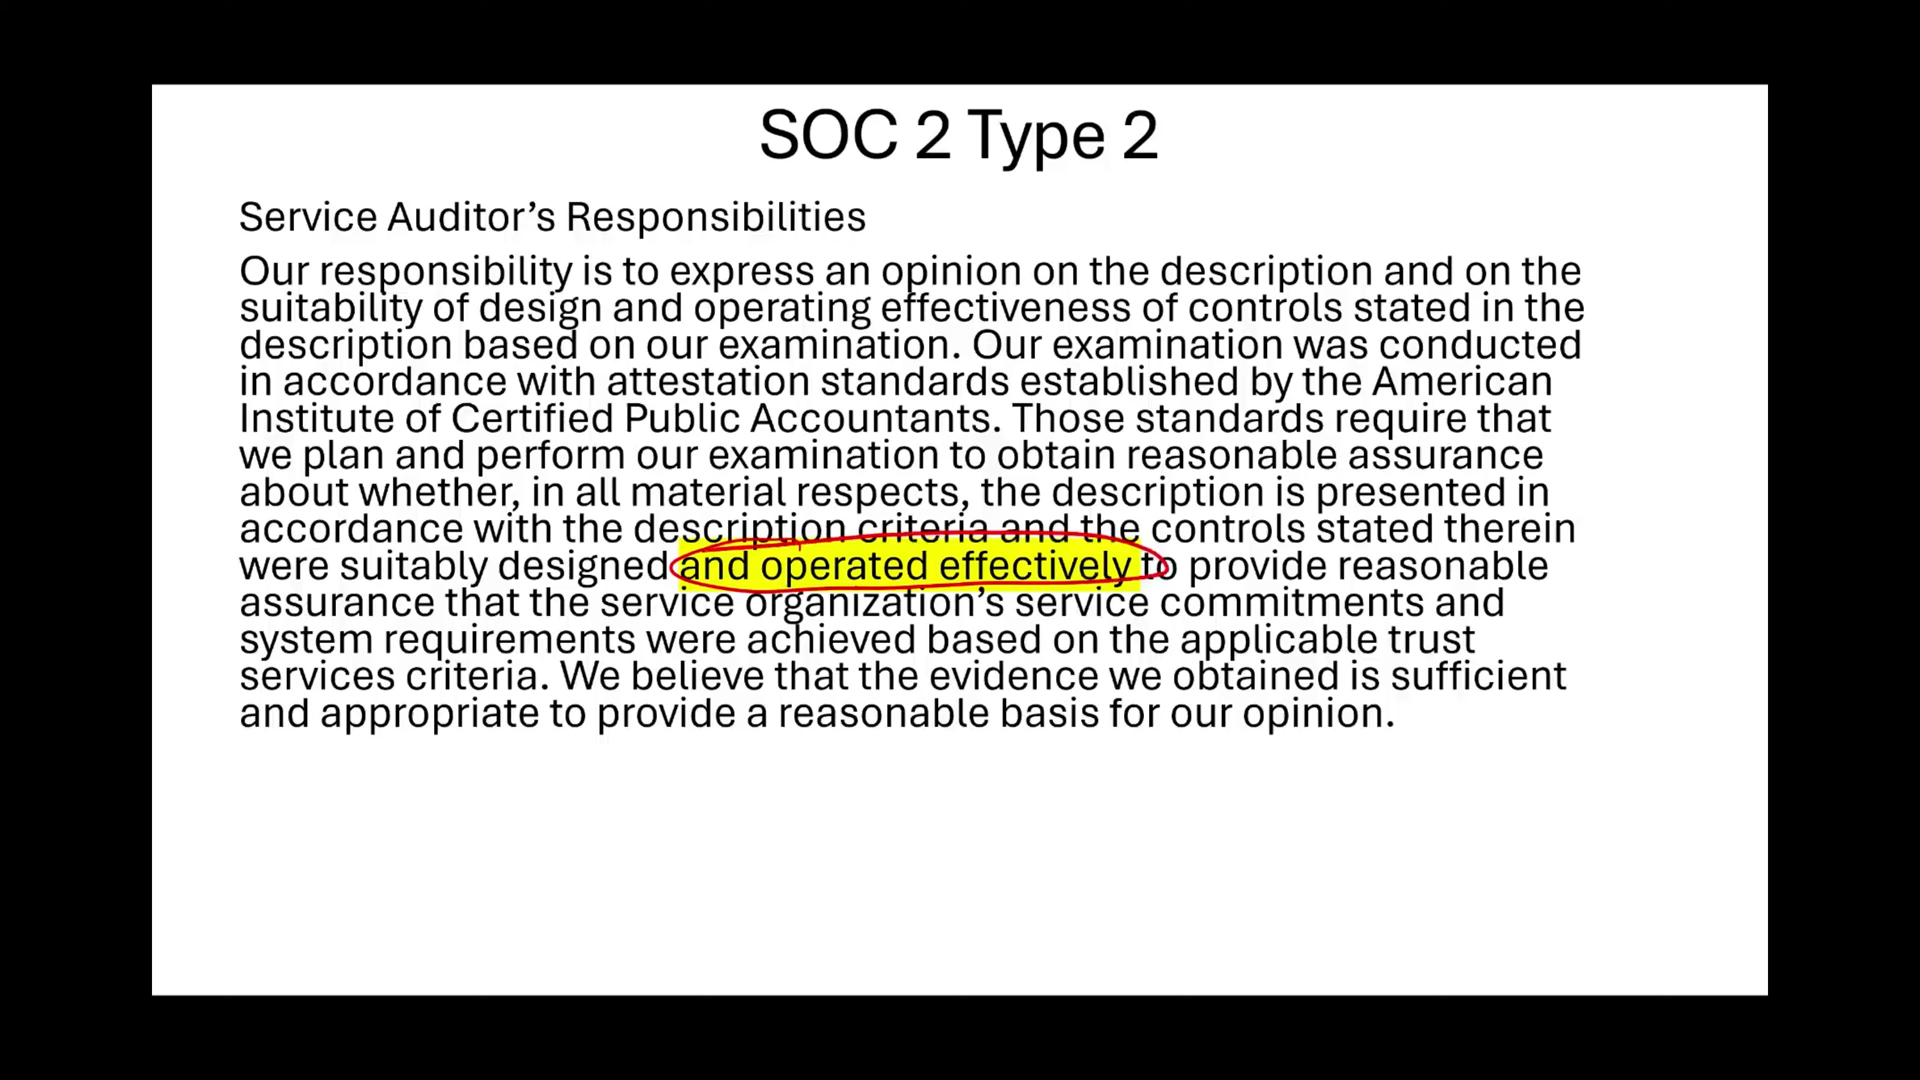 SOC 2 Type 2
Service Auditor’s Responsibilities
Our responsibility is to express an opinion on the description and on the
suitability of design and operating effectiveness of controls stated in the
description based on our examination. Our examination was conducted
in accordance with attestation standards established by the American
Institute of Certified Public Accountants. Those standards require that
we plan and perform our examination to obtain reasonable assurance
about whether, in all material respects, the description is presented in
accordance with the description criteria and the controls stated therein
were suitably designed and operated effectively to provide reasonable
assurance that the service organization’s service commitments and
system requirements were achieved based on the applicable trust
services criteria. We believe that the evidence we obtained is sufficient
and appropriate to provide a reasonable basis for our opinion.